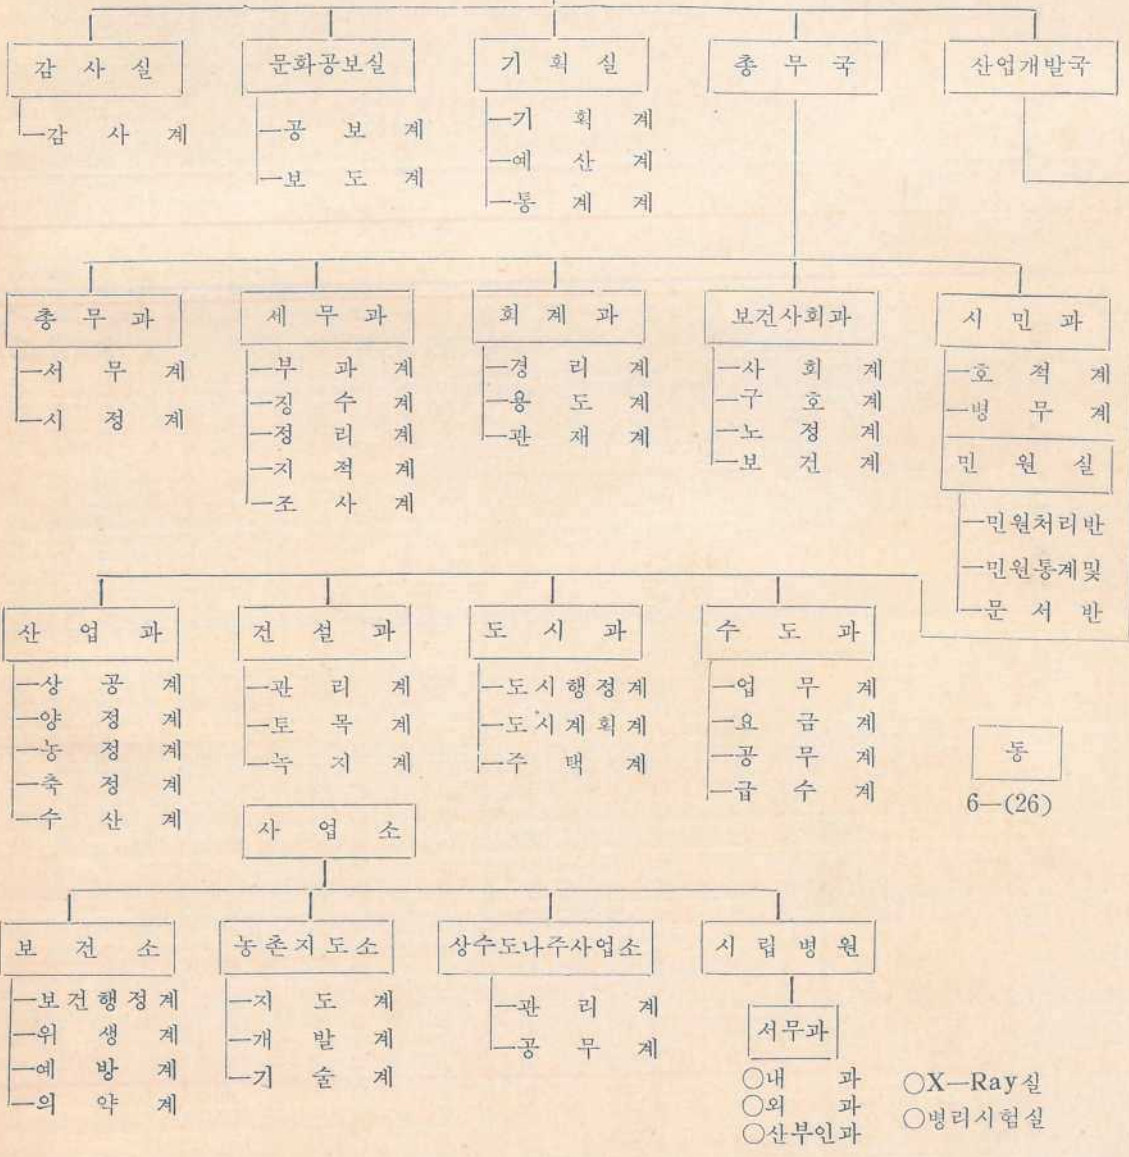 감사실
감사계
문화공보실
공보계
보도계
기획실
기획계
예산계
통계계
총무국
산업개발국
총무과
서무계
시정계
세무과
부과계
징수계
정리계
지적계
조사계
회계과
경리계
용도계
관재계
보건사회과
사회계
구호계
노정계
보건계
시민과
호적계
병무계
민원실
민원처리반
민원통계및
문서반
산업과
상공계
양정계
농정계
축정계
수산계
건설과
관리계
토목계
녹지계
도시과
도시행정계
도시계획계
주택계
수도과
업무계
요금계
공무계
급수계
동
6—(26)
사업소
보건소
보건행정계
위생계
예방계
의약계
농촌지도소
지도계
개발계
기술계
상수도나주사업소
관리계
공무계
시립병원
서무과
○내과
○외과
○산부인과
○X—Ray실
○병리시험실